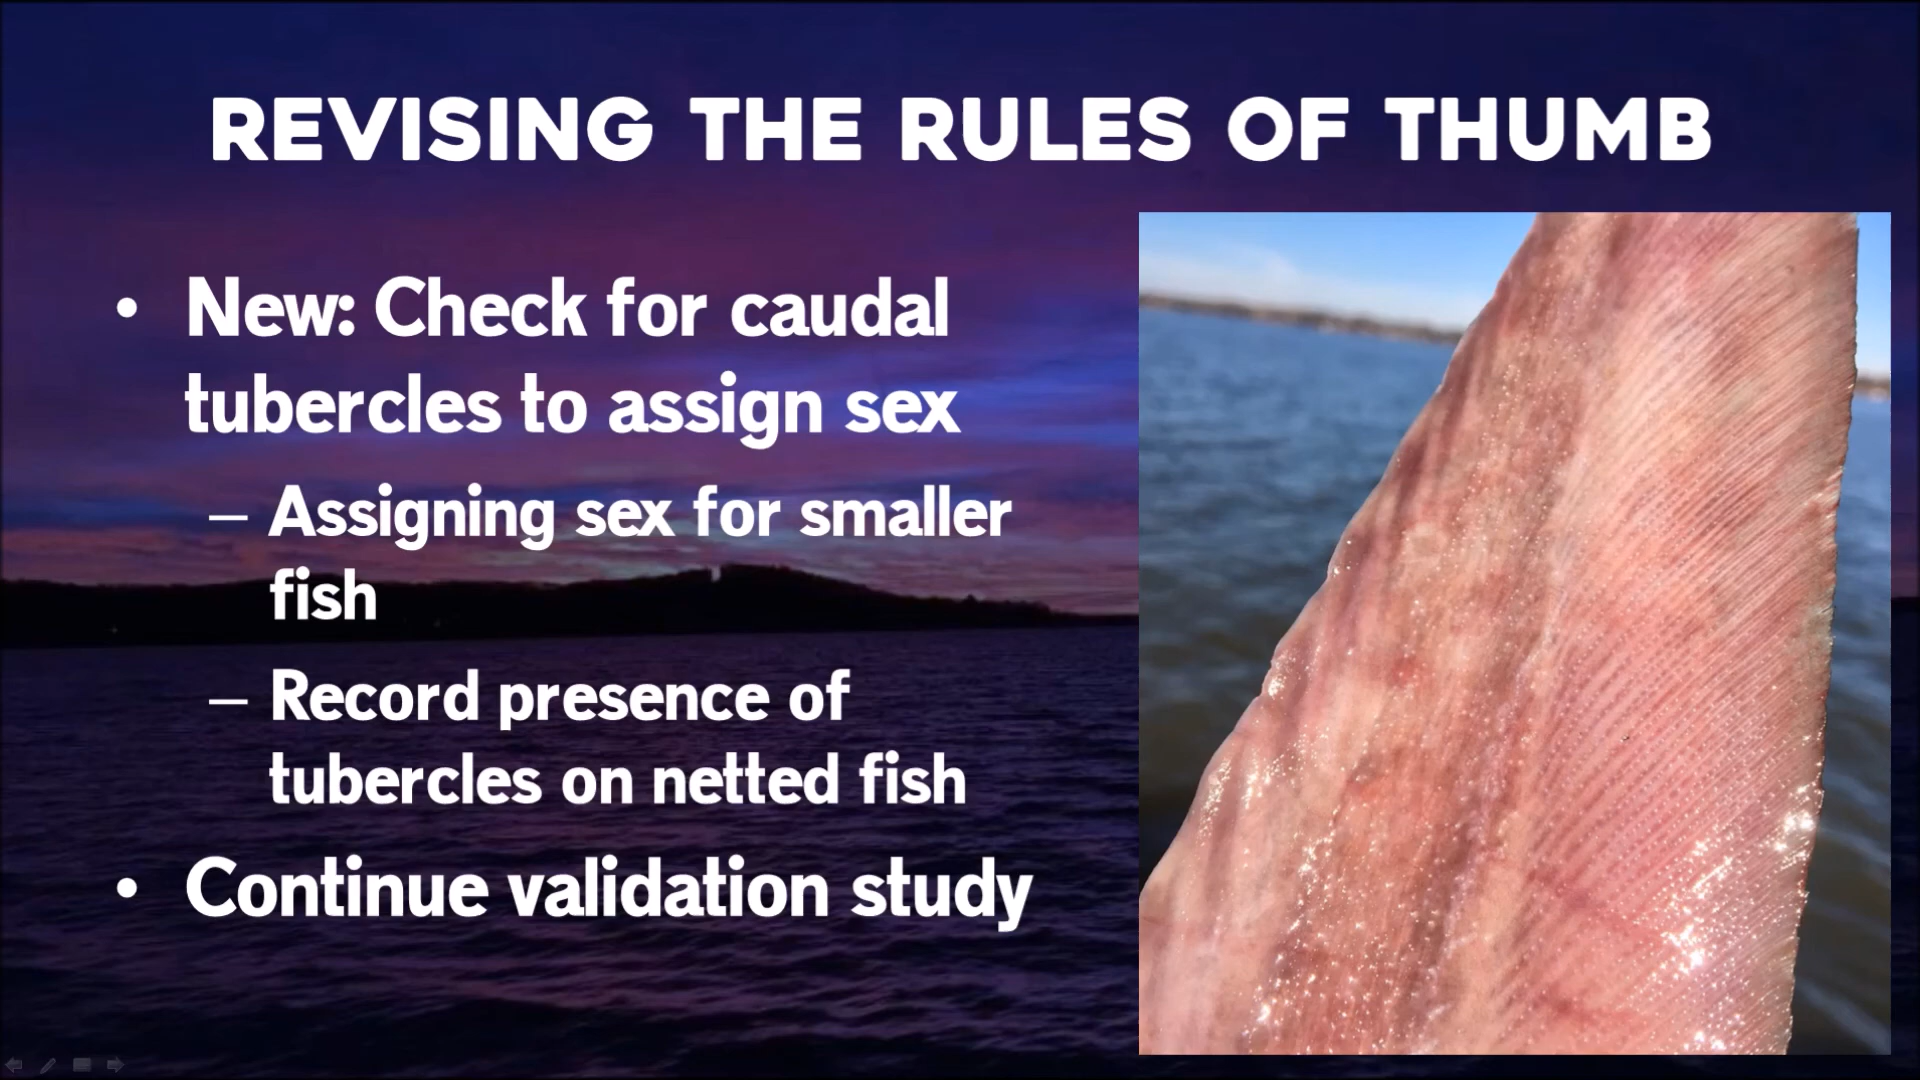 REVISING THE RULES OF THUMB
• New: Check for caudal
tubercles to assign sex
– Assigning sex for smaller
fish
– Record presence of
tubercles on netted fish
• Continue validation study